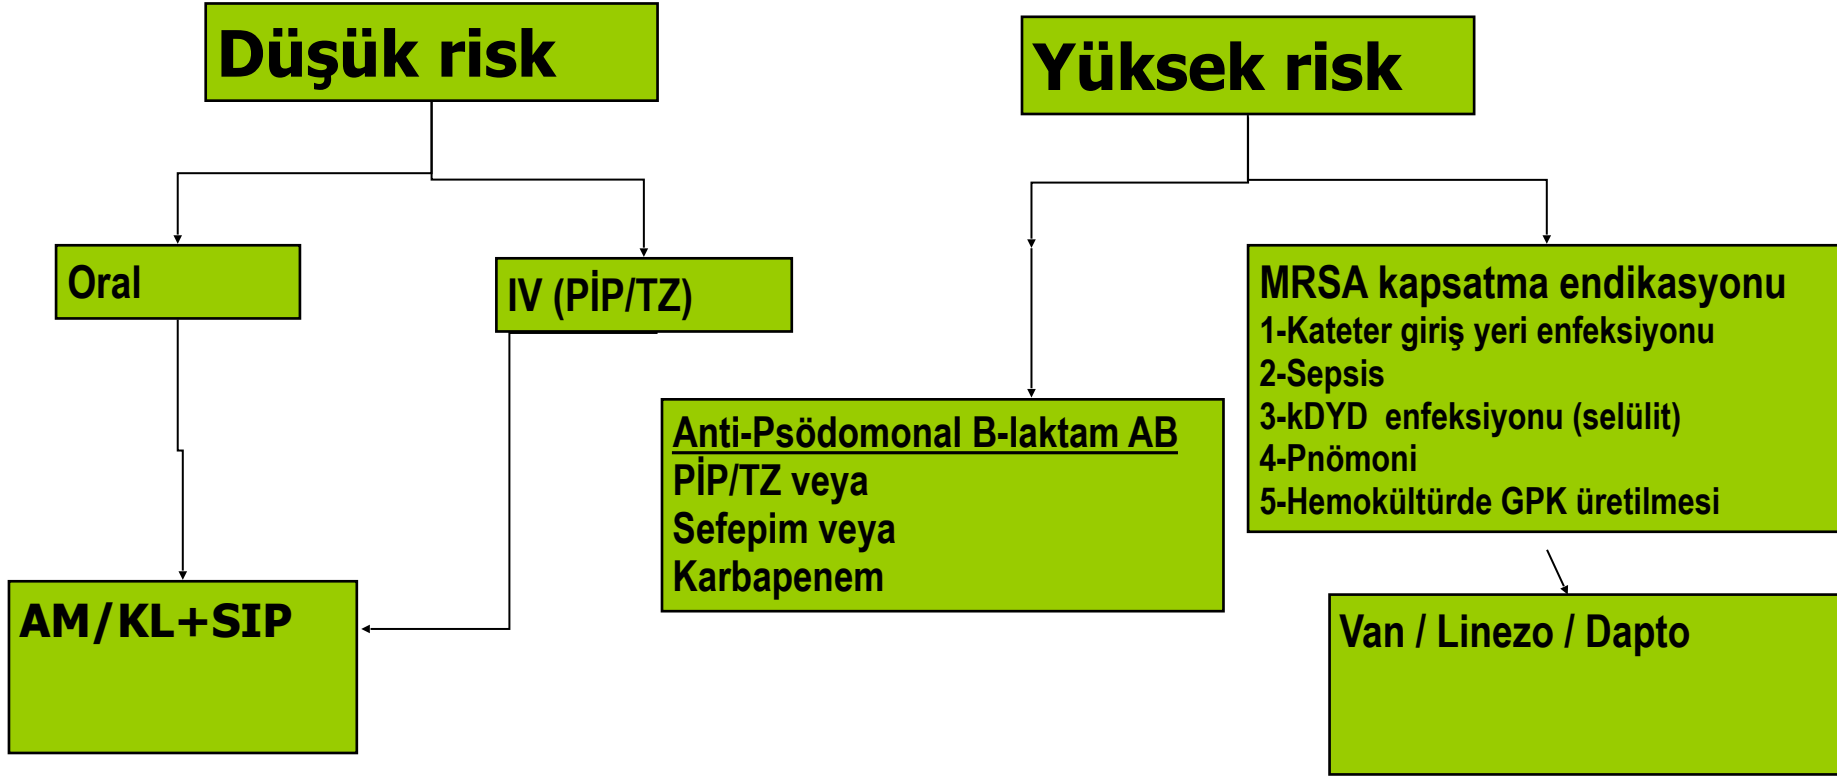 Düşük risk
Yüksek risk
Oral
IV (PİP/TZ)
AM/KL+SIP
Anti-Psödomonal B-laktam AB
PİP/TZ veya
Sefepim veya
Karbapenem
MRSA kapsatma endikasyonu
1-Kateter giriş yeri enfeksiyonu
2-Sepsis
3-kDYD enfeksiyonu (selülit)
4-Pnömoni
5-Hemokültürde GPK üretilmesi
Van / Linezo / Dapto